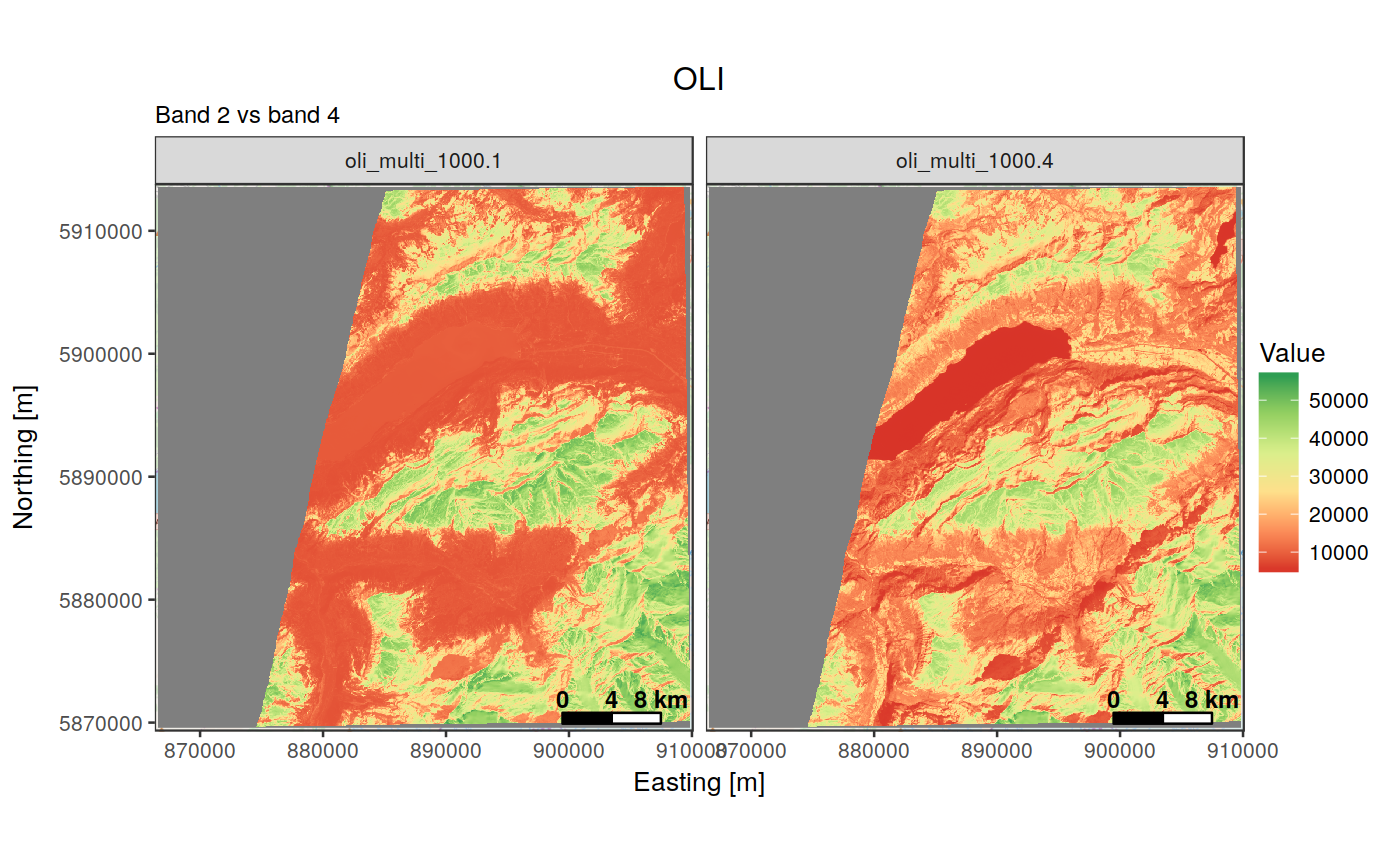 OLI
Band 2 vs band 4
oli_multi_1000.1 oli_multi_1000.4
5910000
5900000
5890000
5880000
5870000
Northing [m]
0 4 8 km
0 4 8 km
870000 880000 890000 900000 910000
870000 880000 890000 900000 910000
Easting [m]
Value
50000
40000
30000
20000
10000